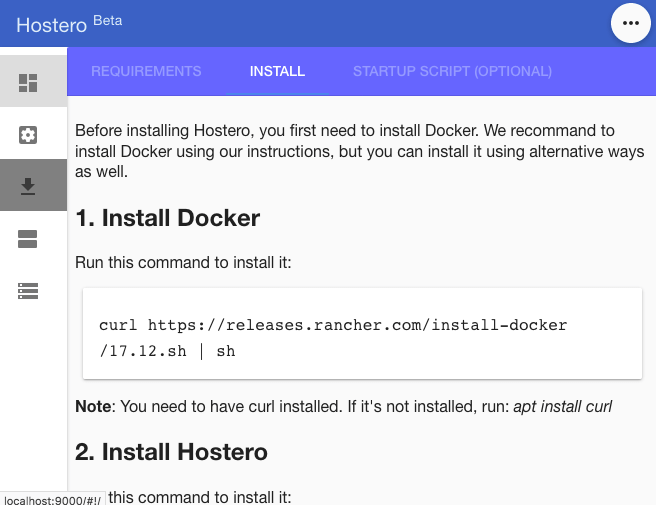 Hostero Beta
REQUIREMENTS INSTALL STARTUP SCRIPT (OPTIONAL)
Before installing Hostero, you first need to install Docker. We recommand to
install Docker using our instructions, but you can install it using alternative ways
as well.
1. Install Docker
Run this command to install it:
curl https://releases.rancher.com/install-docker
/17.12.sh | sh
Note: You need to have curl installed. If it's not installed, run: apt install curl
2. Install Hostero
this command to install it:
localhost:9000/#!/